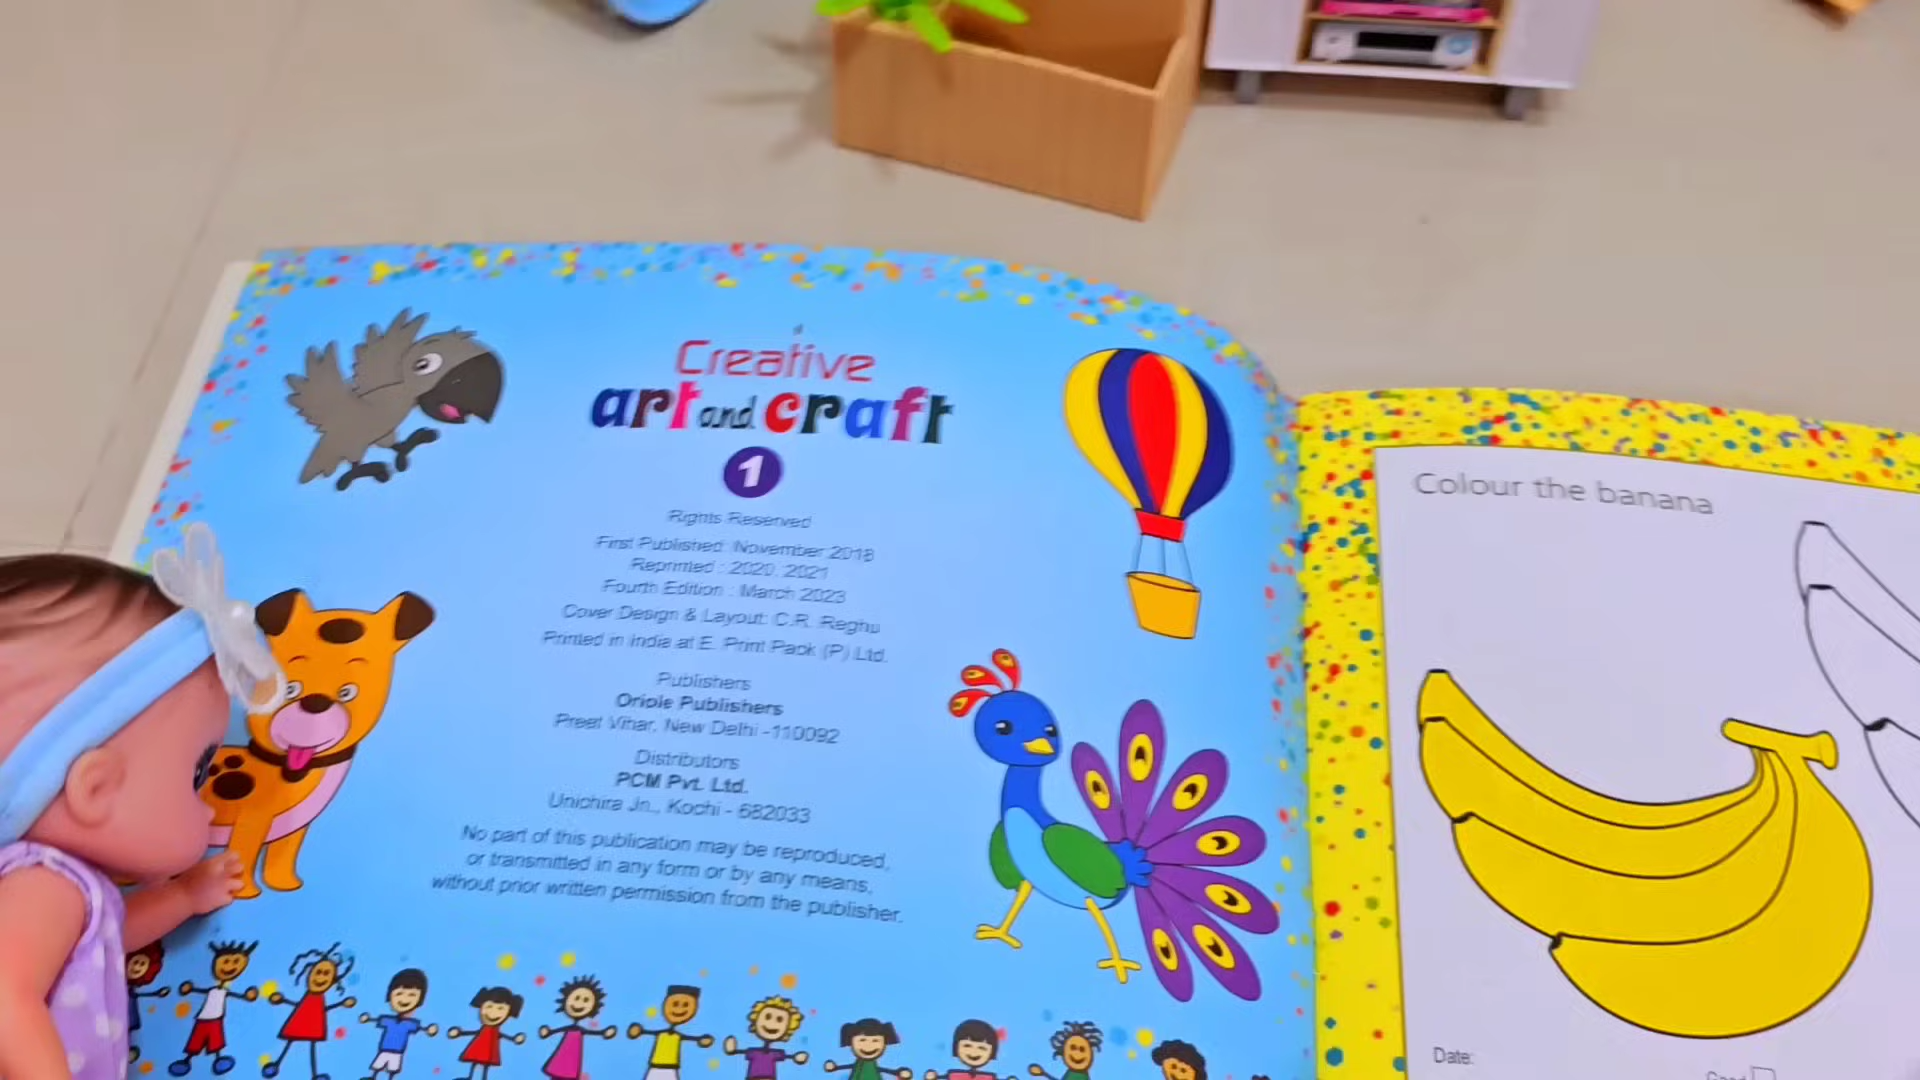 Creative
art and craft
1
Rights Reserved
First Published: November 2018
Reprinted : 2020, 2021
Fourth Edition : March 2023
Cover Design & Layout: C.R. Reghu
Printed in India at E. Print Pack (P) Ltd.
Publishers
Oriole Publishers
Preet Vihar, New Delhi -110092
Distributors
PCM Pvt. Ltd.
Unichira Jn., Kochi - 682033
No part of this publication may be reproduced,
or transmitted in any form or by any means,
without prior written permission from the publisher.
Colour the banana
Date: